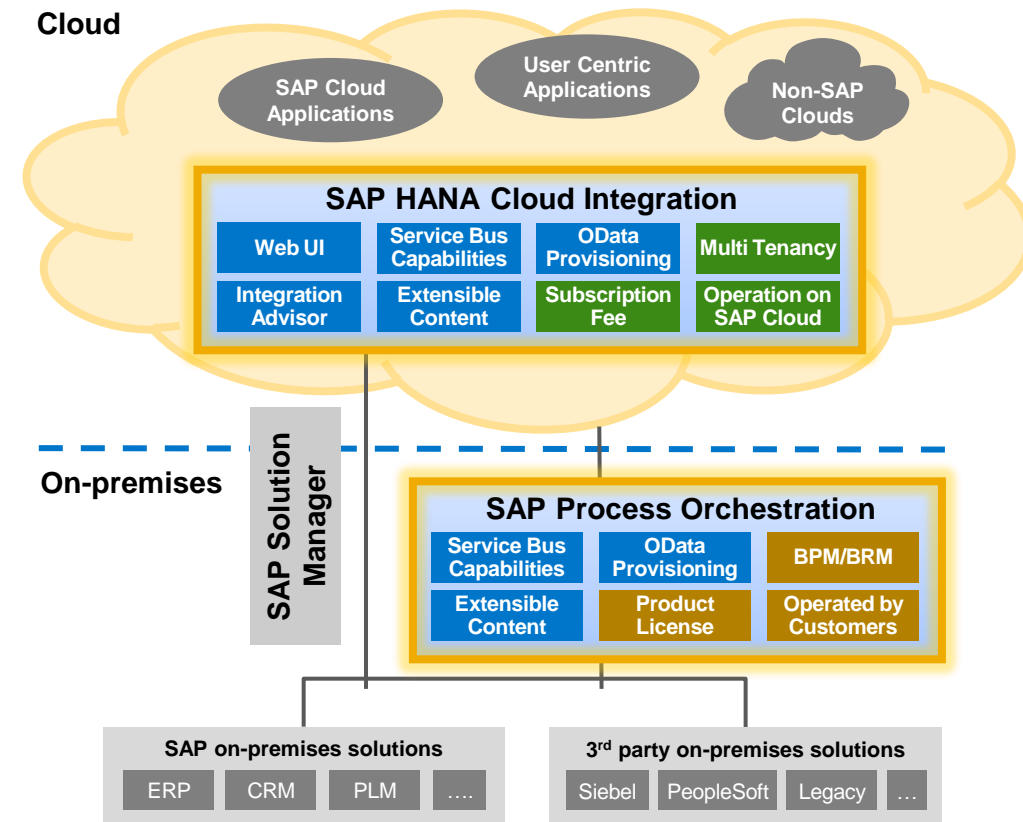 Cloud
SAP Cloud
Applications
User Centric
Applications
Non-SAP
Clouds
SAP HANA Cloud Integration
Web UI
Service Bus
Capabilities
OData
Provisioning
Multi Tenancy
Integration
Advisor
Extensible
Content
Subscription
Fee
Operation on
SAP Cloud
SAP Solution
Manager
On-premises
SAP Process Orchestration
Service Bus
Capabilities
OData
Provisioning
BPM/BRM
Extensible
Content
Product
License
Operated by
Customers
SAP on-premises solutions
ERP
CRM
PLM
....
3rd party on-premises solutions
Siebel
PeopleSoft
Legacy
...